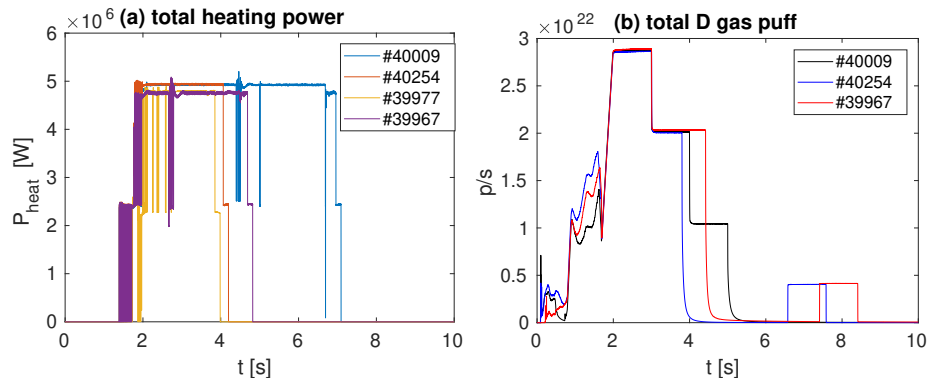 (a) total heating power
× 10^6
6
5
4
3
2
1
0
P_heat [W]
0 2 4 6 8 10
t [s]
#40009
#40254
#39977
#39967
(b) total D gas puff
× 10^22
3
2.5
2
1.5
1
0.5
0
p/s
0 2 4 6 8 10
t [s]
#40009
#40254
#39967